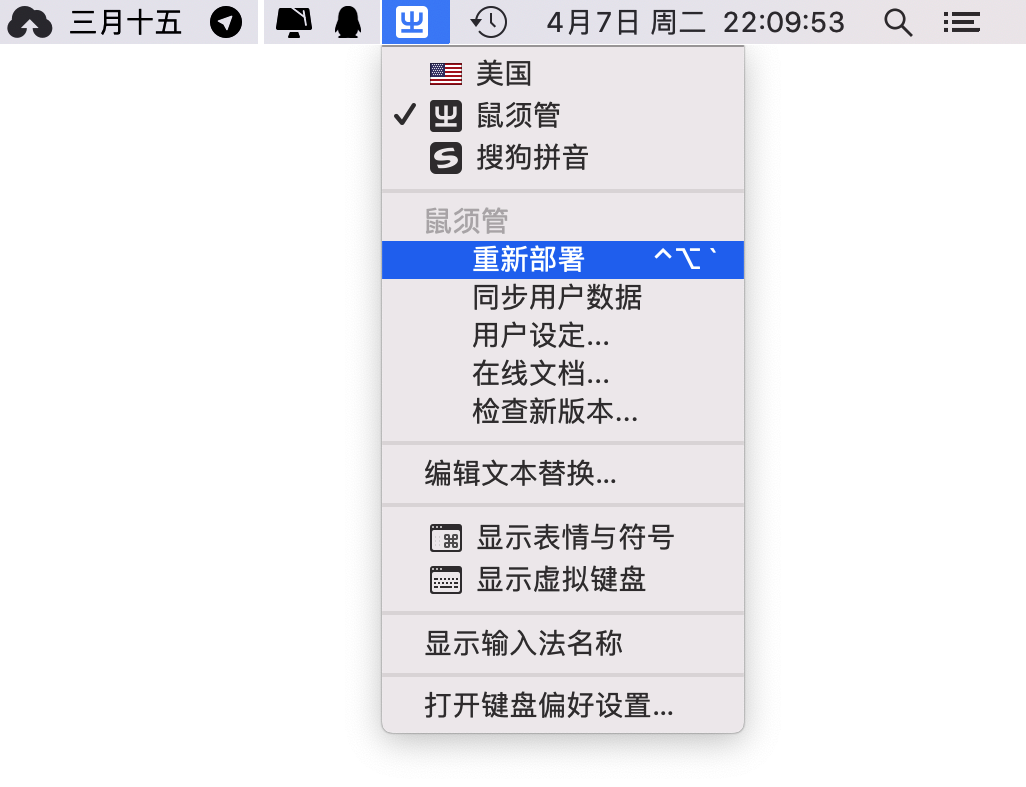 三月十五 4月7日 周二 22:09:53
美国
✓ 鼠须管
搜狗拼音
鼠须管
重新部署 ^⌥`
同步用户数据
用户设定...
在线文档...
检查新版本...
编辑文本替换...
显示表情与符号
显示虚拟键盘
显示输入法名称
打开键盘偏好设置...